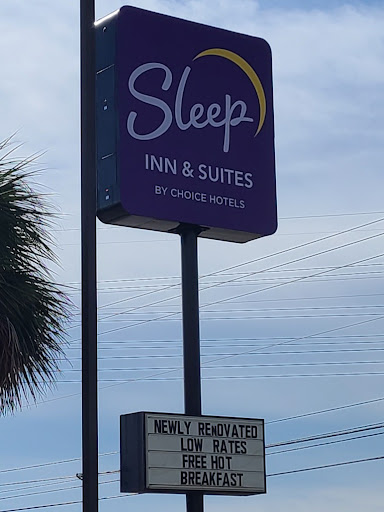 Sleep
INN & SUITES
BY CHOICE HOTELS
NEWLY RENOVATED
LOW RATES
FREE HOT
BREAKFAST